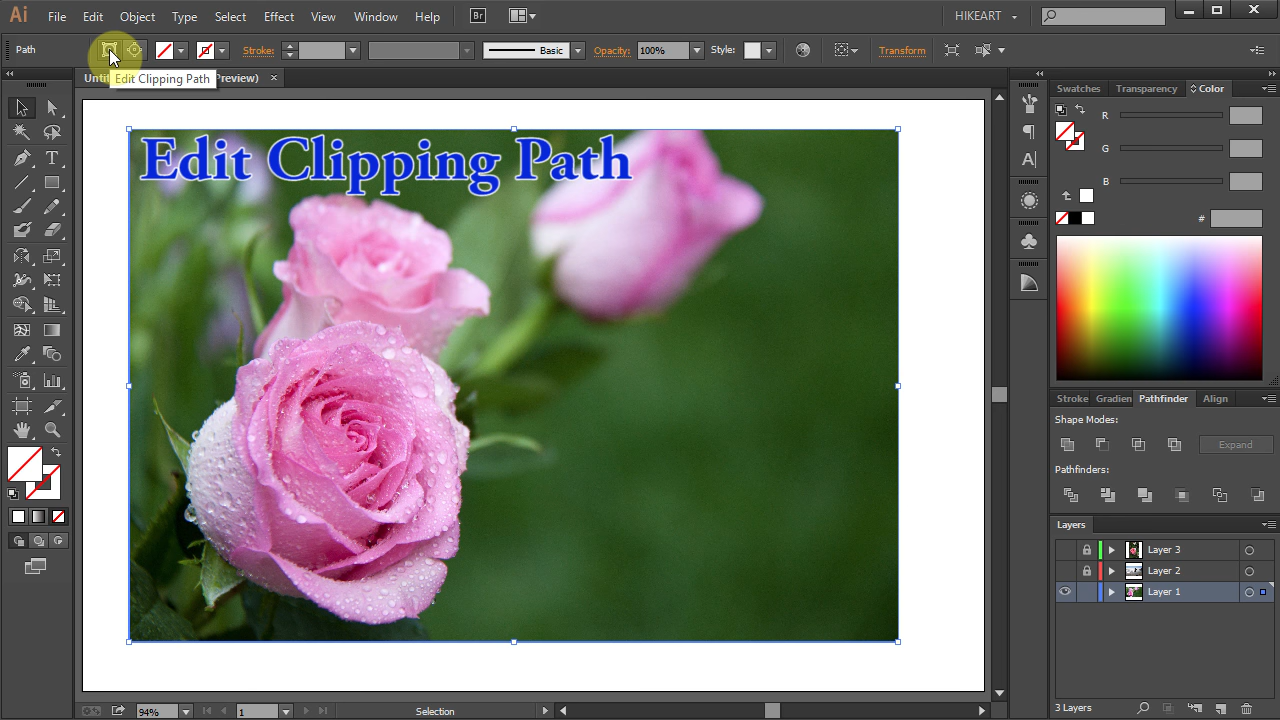 Ai File Edit Object Type Select Effect View Window Help Br HIKEART
Path Stroke: Basic Opacity: 100% Style: Transform
Unti Preview) ×
Edit Clipping Path
Edit Clipping Path
Swatches Transparency Color
R
G
B
#
Stroke Gradien Pathfinder Align
Shape Modes:
Expand
Pathfinders:
Layers
Layer 3
Layer 2
Layer 1
3 Layers
94% 1 Selection